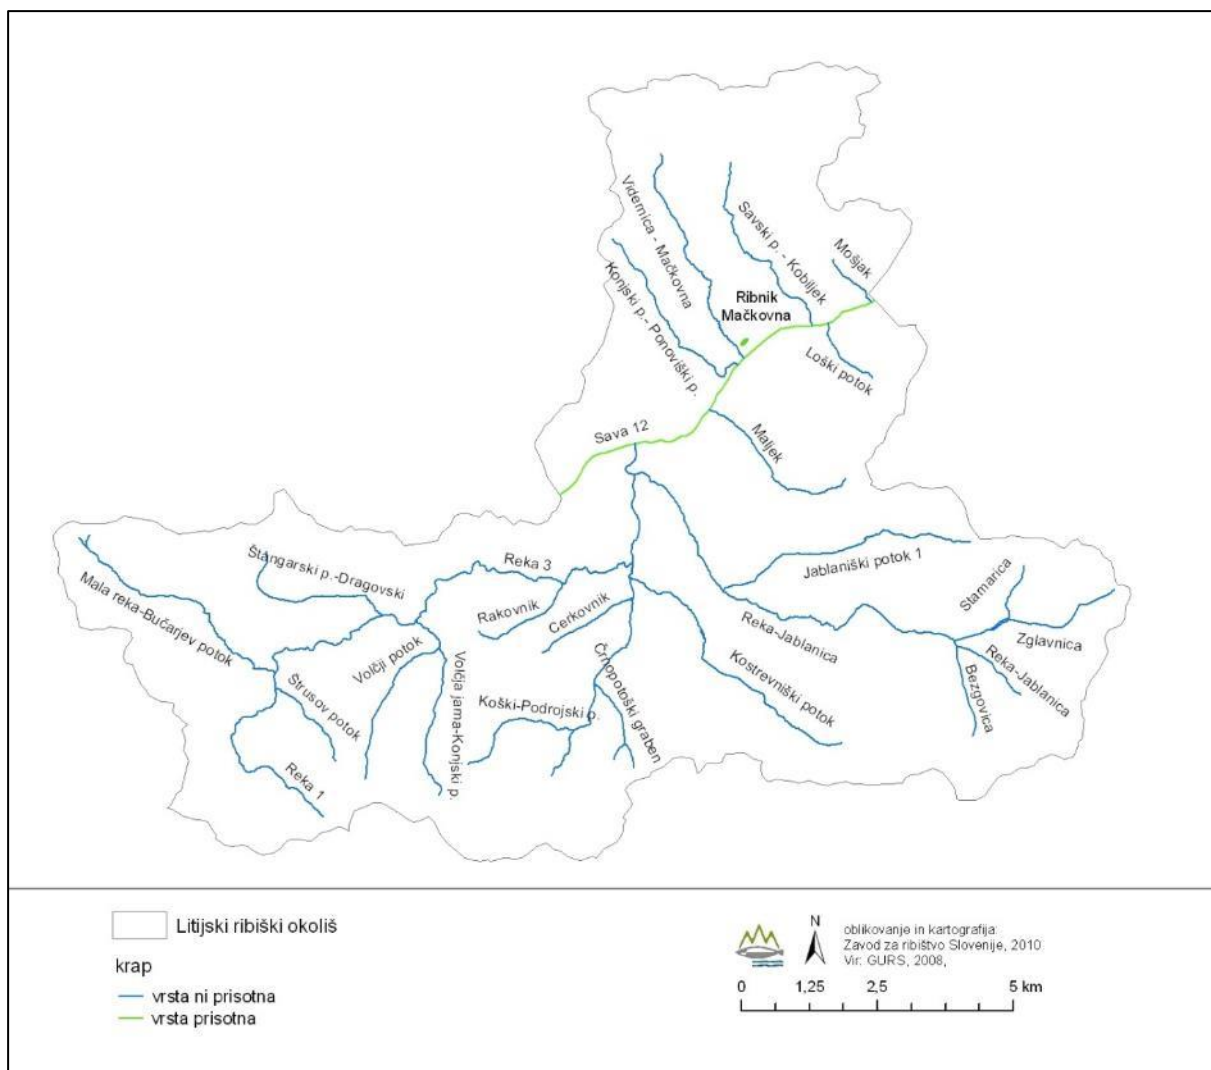 Vidernica - Mačkovna
Savski p. - Kobiljek
Mošjak
Konjski p.- Ponoviški p.
Ribnik
Mačkovna
Loški potok
Sava 12
Maljek
Štangarski p.-Dragovski
Reka 3
Jablaniški potok 1
Stamarica
Mala reka-Bučarjev potok
Rakovnik
Cerkovnik
Reka-Jablanica
Zglavnica
Volčji potok
Volčja jama-Konjski p.
Črnopotoški graben
Kostrevniški potok
Reka-Jablanica
Bezgovica
Štrusov potok
Koški-Podrojski p.
Reka 1
Litijski ribiški okoliš
krap
vrsta ni prisotna
vrsta prisotna
N
oblikovanje in kartografija:
Zavod za ribištvo Slovenije, 2010
Vir: GURS, 2008,
0 1,25 2,5 5 km